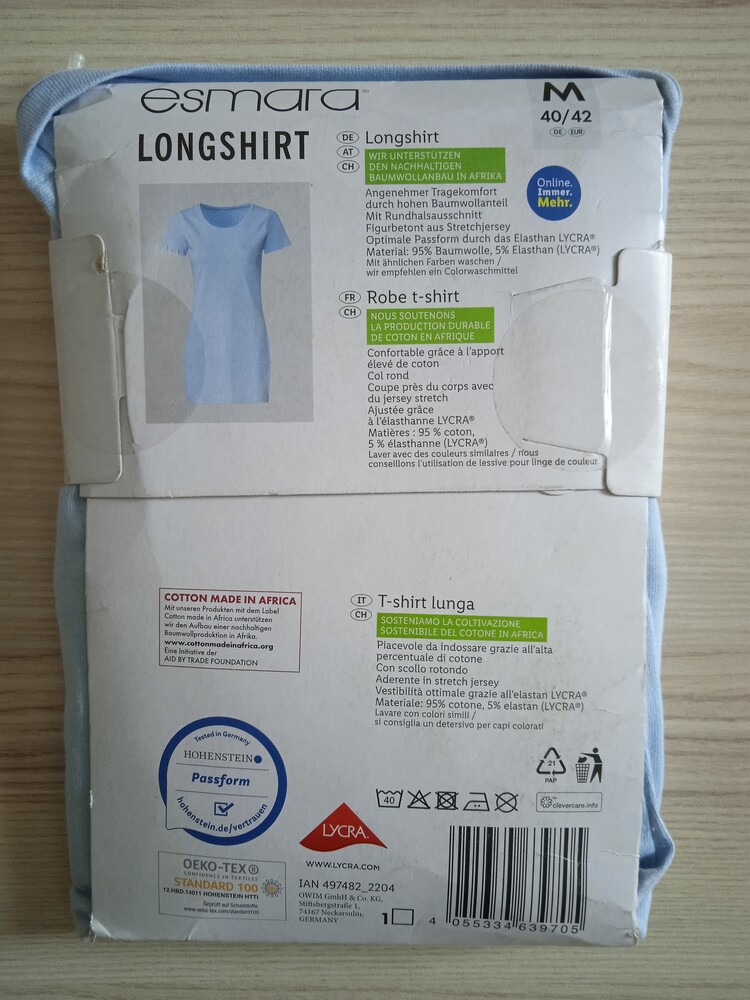 esmara®
LONGSHIRT
M
40/42
DE EUR
DE
AT
CH
Longshirt
WIR UNTERSTÜTZEN
DEN NACHHALTIGEN
BAUMWOLLANBAU IN AFRIKA
Online.
Immer.
Mehr.
Angenehmer Tragekomfort
durch hohen Baumwollanteil
Mit Rundhalsausschnitt
Figurbetont aus Stretchjersey
Optimale Passform durch das Elasthan LYCRA®
Material: 95% Baumwolle, 5% Elasthan (LYCRA®)
Mit ähnlichen Farben waschen /
wir empfehlen ein Colorwaschmittel
FR
CH
Robe t-shirt
NOUS SOUTENONS
LA PRODUCTION DURABLE
DE COTON EN AFRIQUE
Confortable grâce à l'apport
élevé de coton
Col rond
Coupe près du corps avec
du jersey stretch
Ajustée grâce
à l'élasthanne LYCRA®
Matières : 95 % coton,
5 % élasthanne (LYCRA®)
Laver avec des couleurs similaires / nous
conseillons l'utilisation de lessive pour linge de couleur
COTTON MADE IN AFRICA
Mit unseren Produkten mit dem Label
Cotton made in Africa unterstützen
wir den Aufbau einer nachhaltigen
Baumwollproduktion in Afrika.
www.cottonmadeinafrica.org
Eine Initiative der
AID BY TRADE FOUNDATION
IT
CH
T-shirt lunga
SOSTENIAMO LA COLTIVAZIONE
SOSTENIBILE DEL COTONE IN AFRICA
Piacevole da indossare grazie all'alta
percentuale di cotone
Con scollo rotondo
Aderente in stretch jersey
Vestibilità ottimale grazie all'elastan LYCRA®
Materiale: 95% cotone, 5% elastan (LYCRA®)
Lavare con colori simili /
si consiglia un detersivo per capi colorati
Tested in Germany
HOHENSTEIN
Passform
hohenstein.de/vertrauen
21
PAP
40
clevercare.info
LYCRA®
WWW.LYCRA.COM
OEKO-TEX®
CONFIDENCE IN TEXTILES
STANDARD 100
12.HBD.14011 HOHENSTEIN HTTI
Geprüft auf Schadstoffe.
www.oeko-tex.com/standard100
IAN 497482_2204
OWIM GmbH & Co. KG,
Stiftsbergstraße 1,
74167 Neckarsulm,
GERMANY
1
4 055334 639705